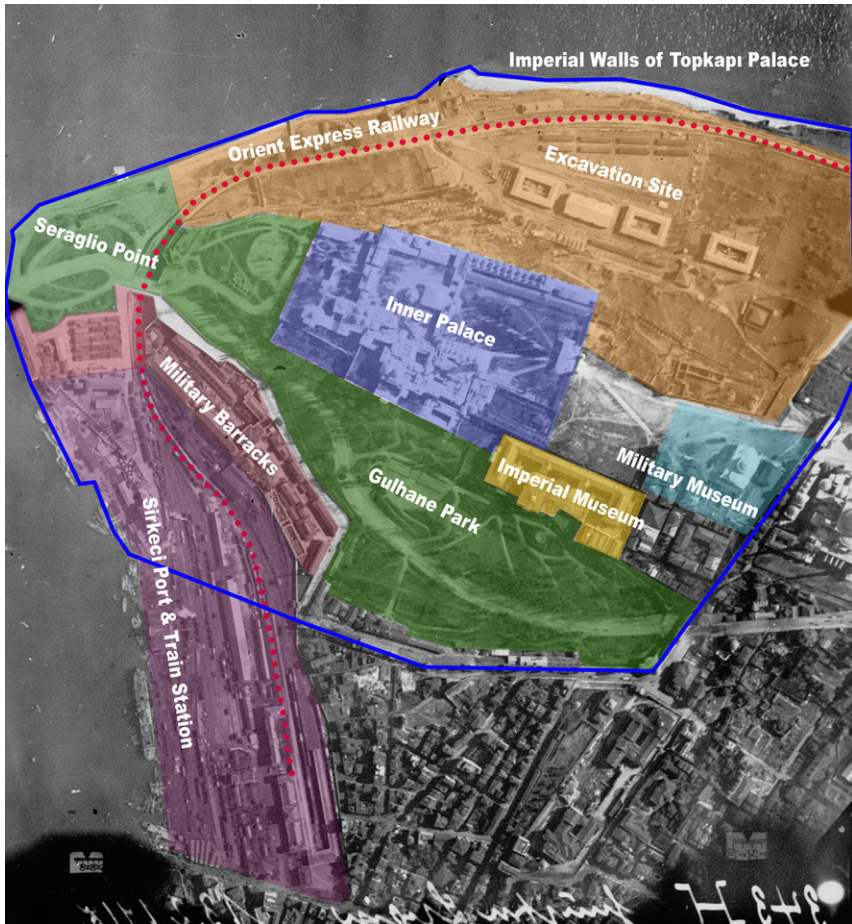 Imperial Walls of Topkapı Palace
Orient Express Railway
Excavation Site
Seraglio Point
Inner Palace
Military Barracks
Military Museum
Imperial Museum
Gulhane Park
Sirkeci Port & Train Station